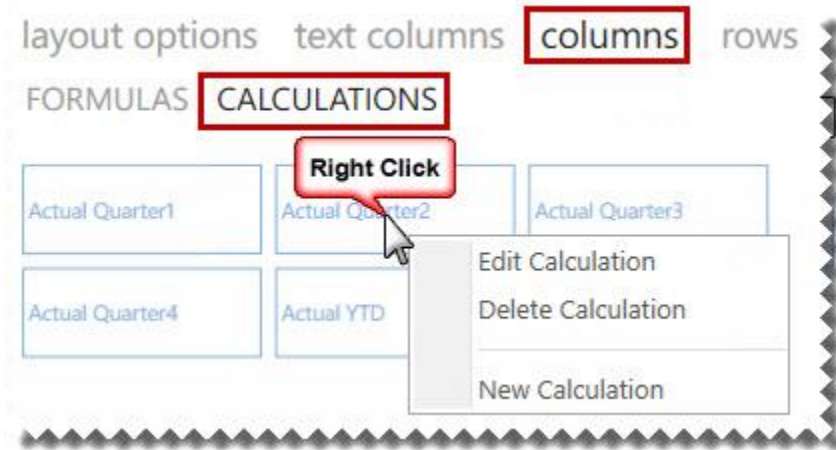 layout options text columns columns rows
FORMULAS CALCULATIONS
Right Click
Actual Quarter1 Actual Quarter2 Actual Quarter3
Edit Calculation
Actual Quarter4 Actual YTD Delete Calculation
New Calculation